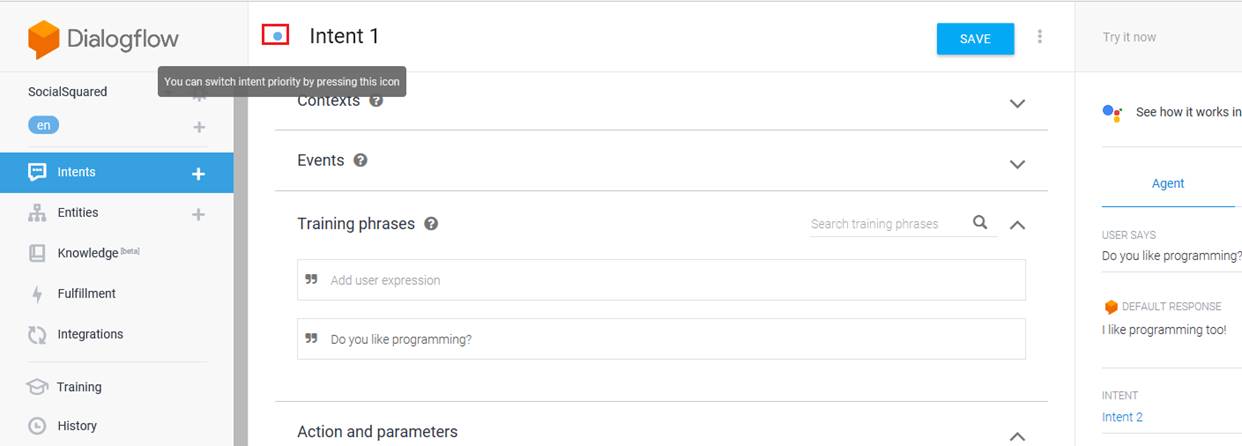 Dialogflow
Intent 1
SAVE
Try it now
You can switch intent priority by pressing this icon
SocialSquared
en
Intents
Entities
Knowledge [beta]
Fulfillment
Integrations
Training
History
Contexts
Events
Training phrases
Search training phrases
Add user expression
Do you like programming?
Action and parameters
See how it works in
Agent
USER SAYS
Do you like programming?
DEFAULT RESPONSE
I like programming too!
INTENT
Intent 2